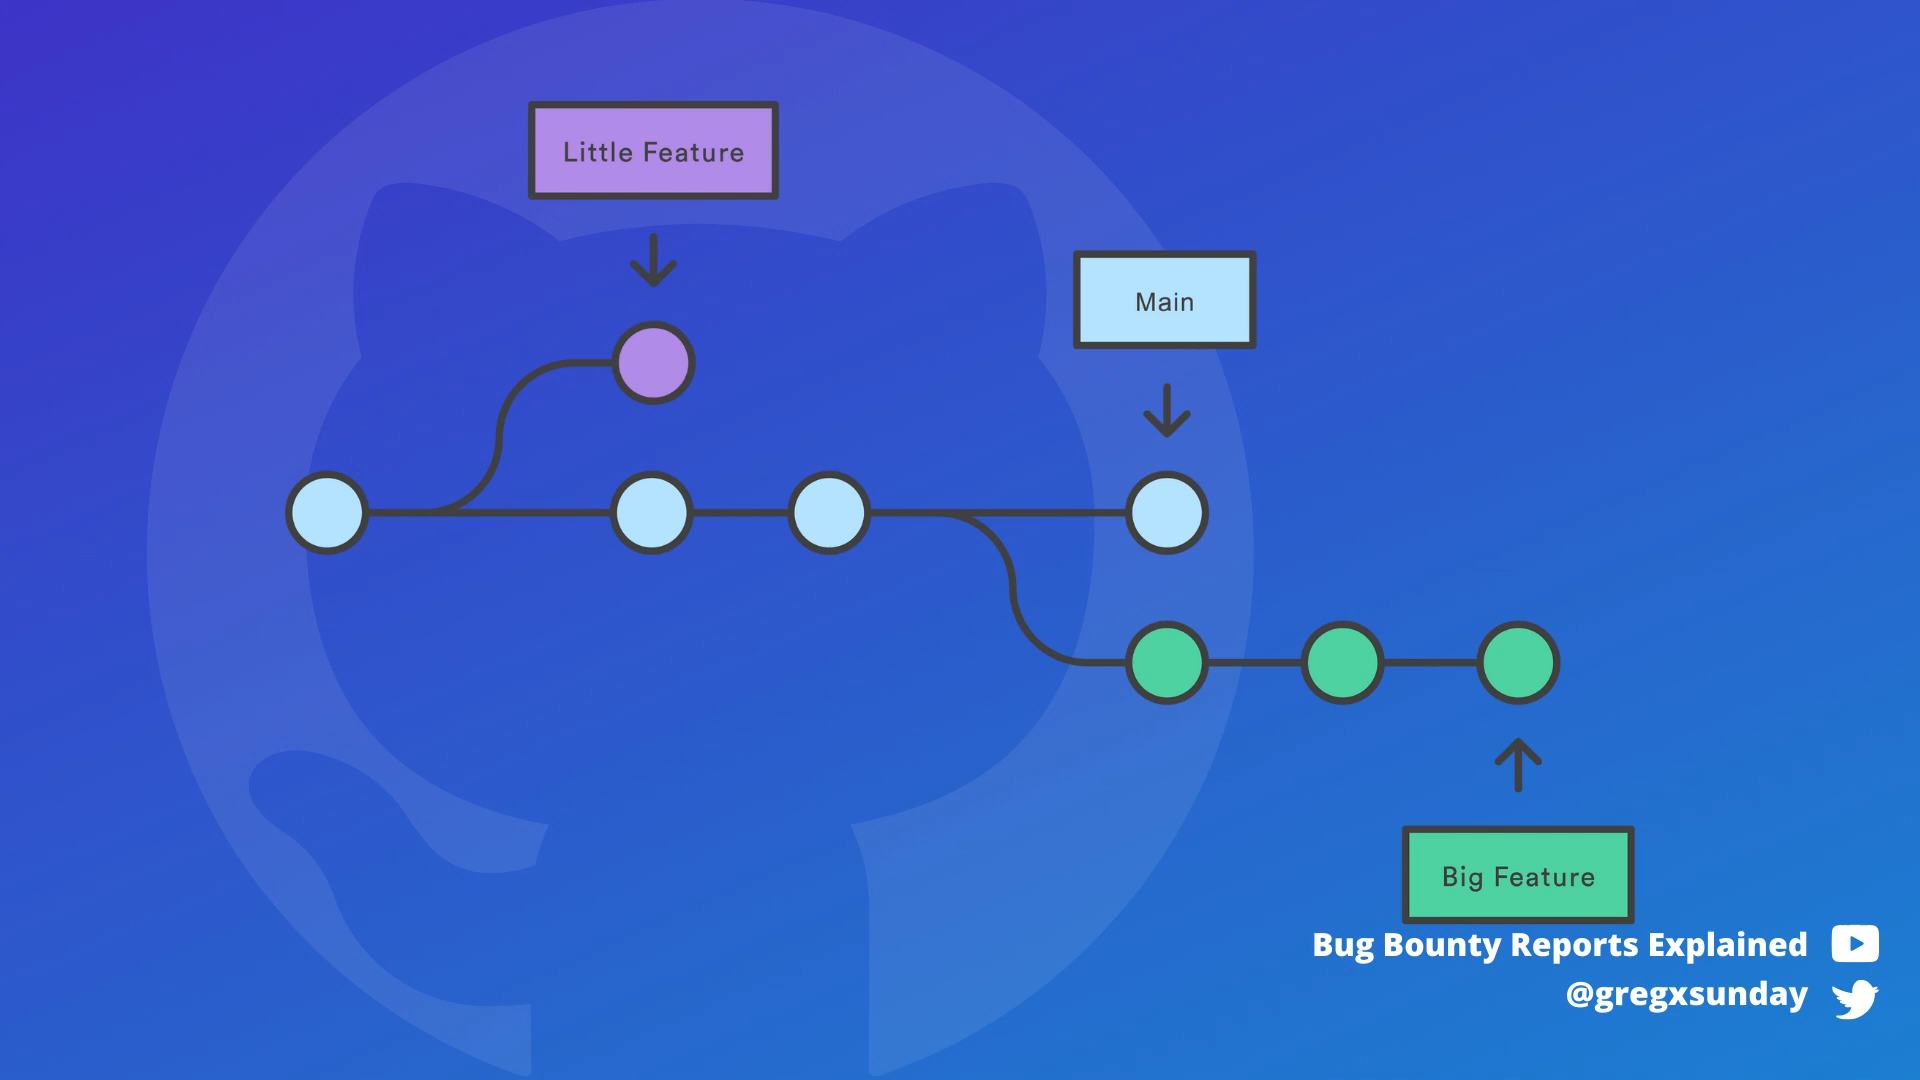 Little Feature
Main
Big Feature
Bug Bounty Reports Explained
@gregxsunday